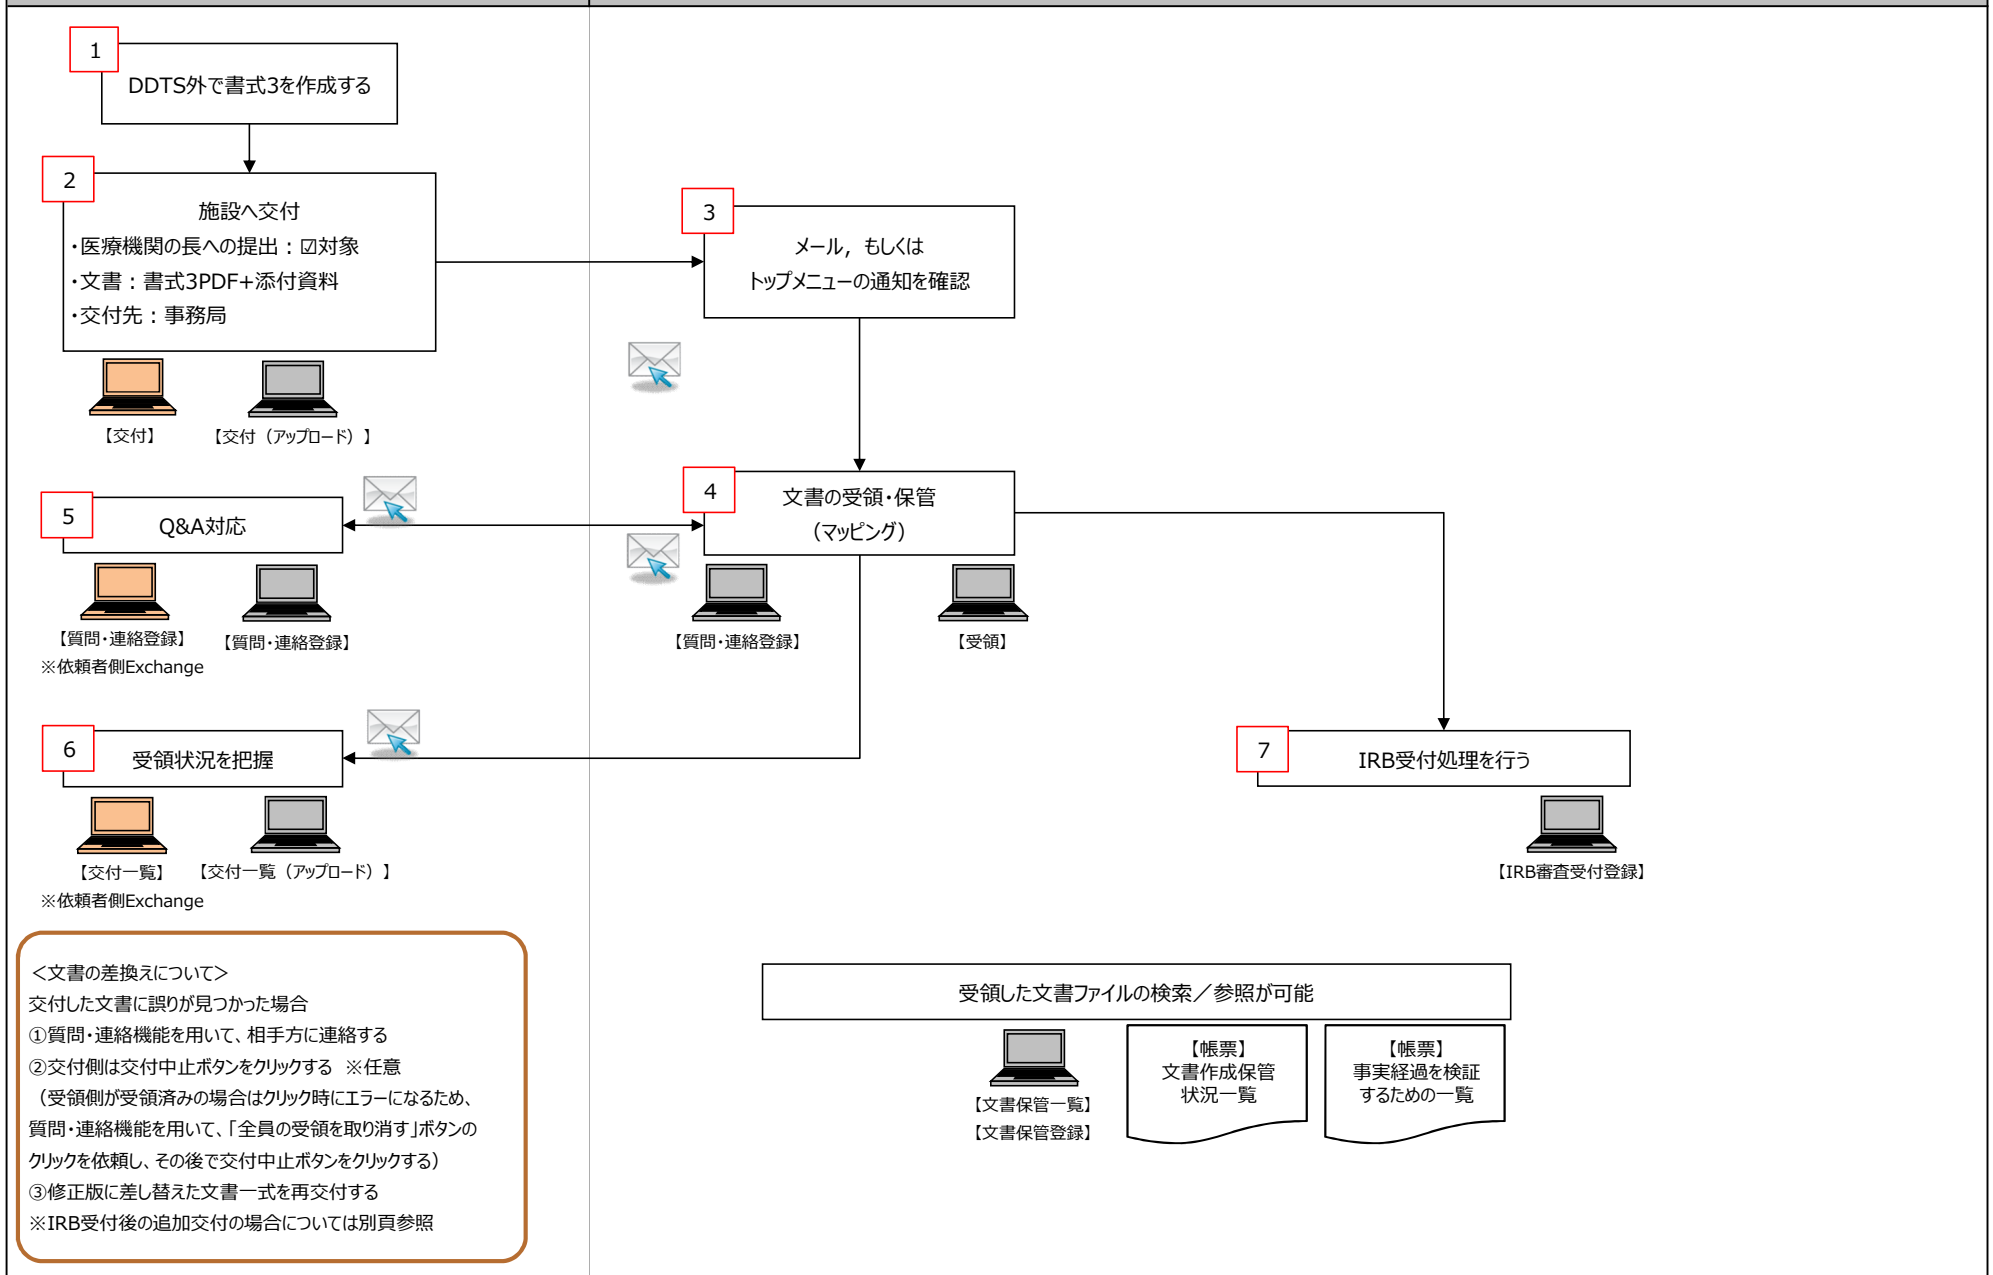 1
DDTS外で書式3を作成する
2
施設へ交付
・医療機関の長への提出：☑対象
・文書：書式3PDF+添付資料
・交付先：事務局
【交付】
【交付（アップロード）】
3
メール，もしくは
トップメニューの通知を確認
4
文書の受領・保管
（マッピング）
【質問・連絡登録】
【受領】
5
Q&A対応
【質問・連絡登録】
【質問・連絡登録】
※依頼者側Exchange
6
受領状況を把握
【交付一覧】
【交付一覧（アップロード）】
※依頼者側Exchange
7
IRB受付処理を行う
【IRB審査受付登録】
＜文書の差換えについて＞
交付した文書に誤りが見つかった場合
①質問・連絡機能を用いて、相手方に連絡する
②交付側は交付中止ボタンをクリックする　※任意
（受領側が受領済みの場合はクリック時にエラーになるため、
質問・連絡機能を用いて、「全員の受領を取り消す」ボタンの
クリックを依頼し、その後で交付中止ボタンをクリックする）
③修正版に差し替えた文書一式を再交付する
※IRB受付後の追加交付の場合については別頁参照
受領した文書ファイルの検索／参照が可能
【文書保管一覧】
【文書保管登録】
【帳票】
文書作成保管
状況一覧
【帳票】
事実経過を検証
するための一覧